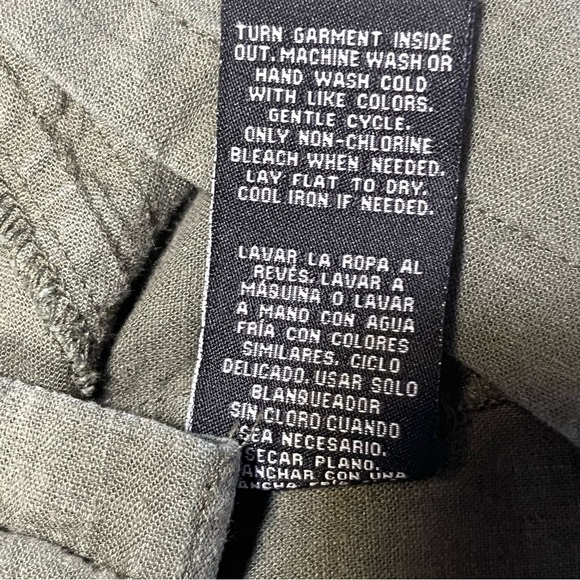 TURN GARMENT INSIDE
OUT. MACHINE WASH OR
HAND WASH COLD
WITH LIKE COLORS.
GENTLE CYCLE.
ONLY NON-CHLORINE
BLEACH WHEN NEEDED.
LAY FLAT TO DRY.
COOL IRON IF NEEDED.
LAVAR LA ROPA AL
REVÉS. LAVAR A
MÁQUINA O LAVAR
A MANO CON AGUA
FRÍA CON COLORES
SIMILARES. CICLO
DELICADO. USAR SOLO
BLANQUEADOR
SIN CLORO CUANDO
SEA NECESARIO.
SECAR PLANO.
CON UNA